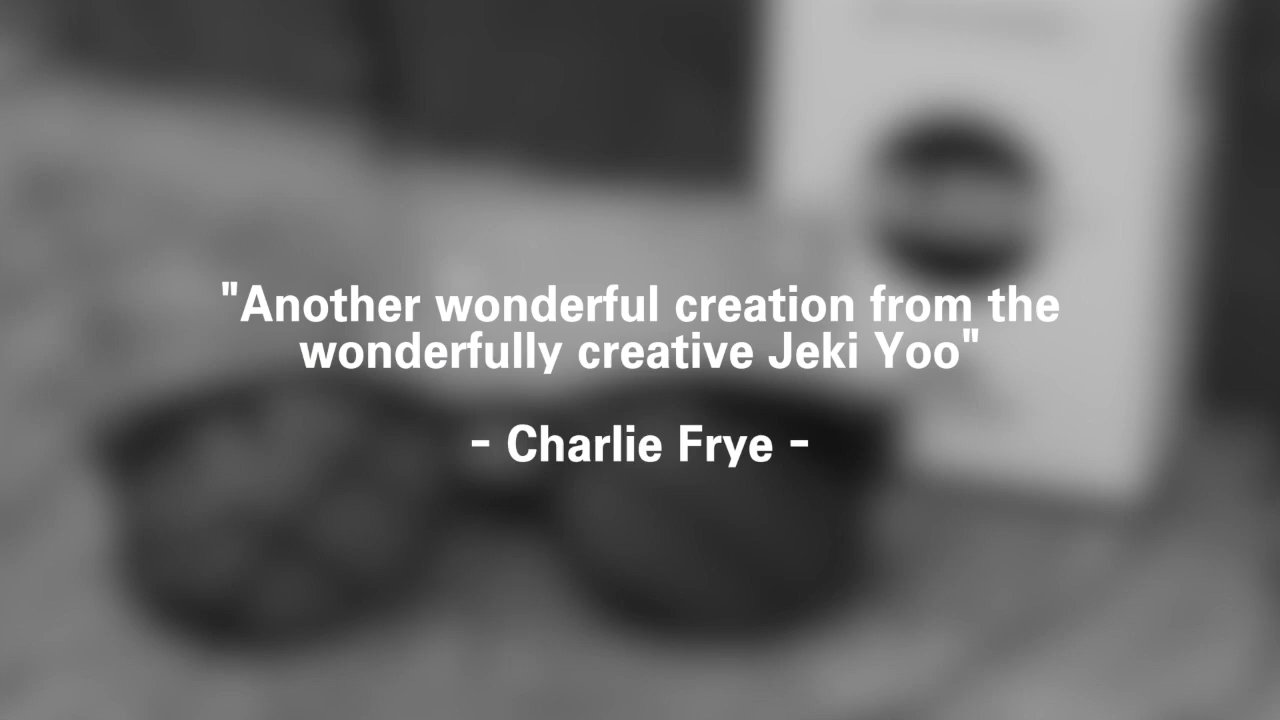 "Another wonderful creation from the
wonderfully creative Jeki Yoo"
- Charlie Frye -